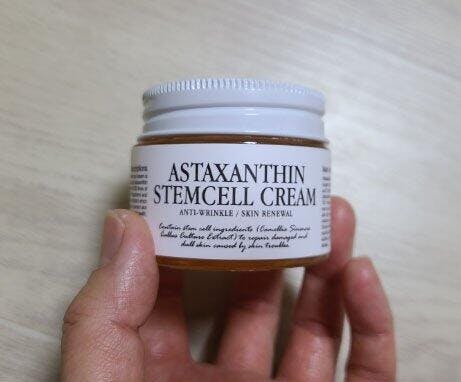 ASTAXANTHIN
STEMCELL CREAM
ANTI-WRINKLE / SKIN RENEWAL
Contain stem cell ingredients (Camellia Sinensis
Callus Culture Extract) to repair damaged and
dull skin caused by skin troubles